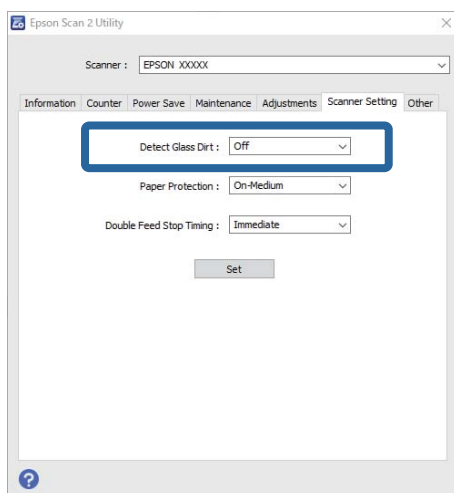 Epson Scan 2 Utility
Scanner : EPSON XXXXX
Information Counter Power Save Maintenance Adjustments Scanner Setting Other
Detect Glass Dirt : Off
Paper Protection : On-Medium
Double Feed Stop Timing : Immediate
Set
?